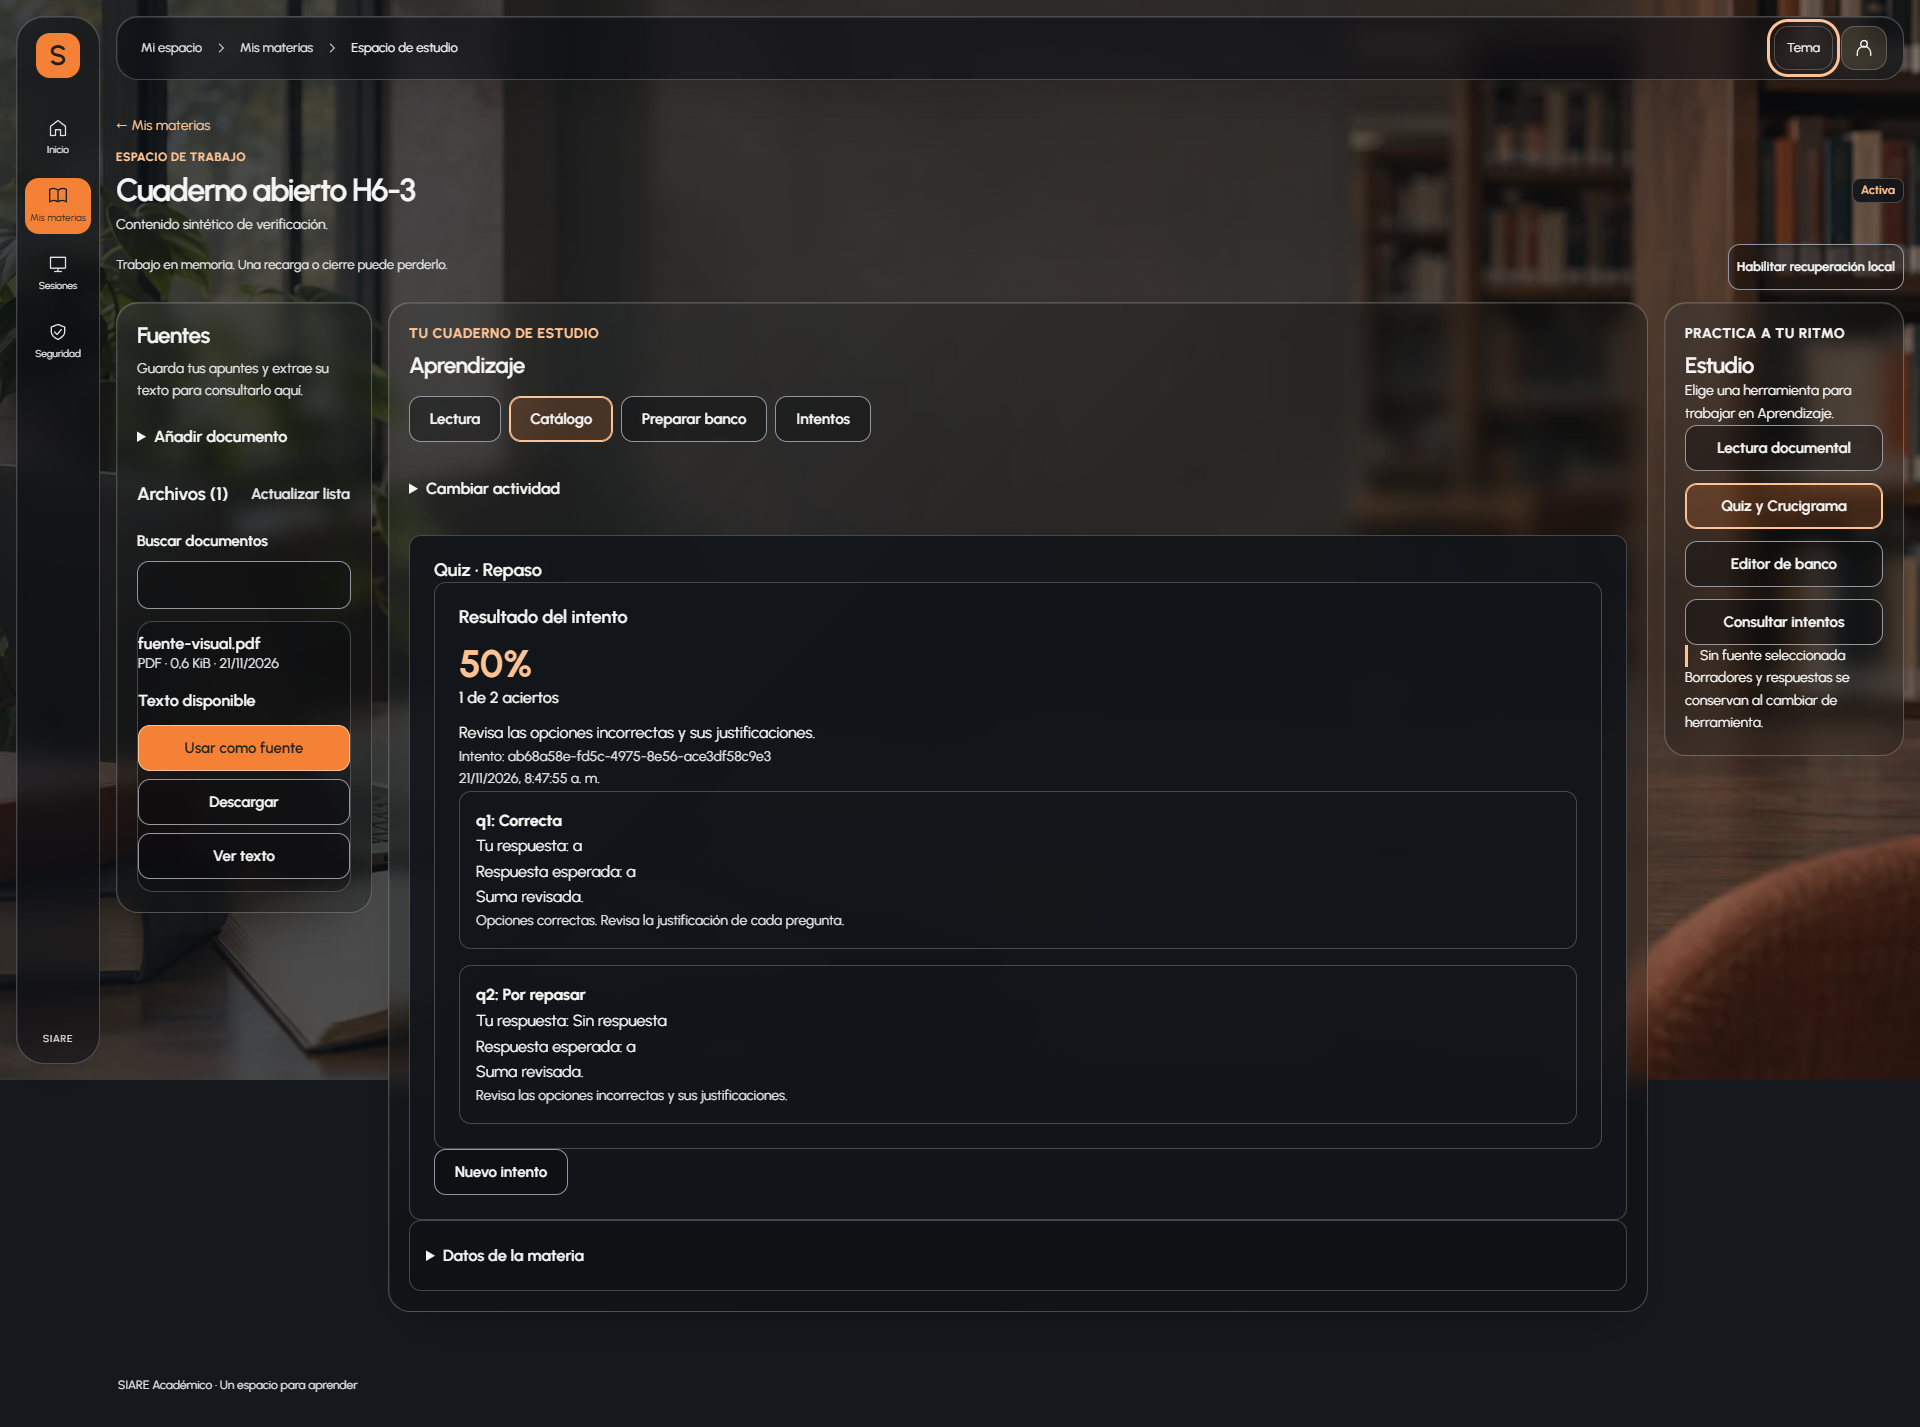 S
Inicio
Mis materias
Sesiones
Seguridad
SIARE
Mi espacio > Mis materias > Espacio de estudio
Tema
← Mis materias
ESPACIO DE TRABAJO
Cuaderno abierto H6-3
Activa
Contenido sintético de verificación.
Trabajo en memoria. Una recarga o cierre puede perderlo.
Habilitar recuperación local
Fuentes
Guarda tus apuntes y extrae su
texto para consultarlo aquí.
Añadir documento
Archivos (1) Actualizar lista
Buscar documentos
fuente-visual.pdf
PDF · 0,6 KiB · 21/11/2026
Texto disponible
Usar como fuente
Descargar
Ver texto
TU CUADERNO DE ESTUDIO
Aprendizaje
Lectura Catálogo Preparar banco Intentos
Cambiar actividad
Quiz · Repaso
Resultado del intento
50%
1 de 2 aciertos
Revisa las opciones incorrectas y sus justificaciones.
Intento: ab68a58e-fd5c-4975-8e56-ace3df58c9e3
21/11/2026, 8:47:55 a. m.
q1: Correcta
Tu respuesta: a
Respuesta esperada: a
Suma revisada.
Opciones correctas. Revisa la justificación de cada pregunta.
q2: Por repasar
Tu respuesta: Sin respuesta
Respuesta esperada: a
Suma revisada.
Revisa las opciones incorrectas y sus justificaciones.
Nuevo intento
Datos de la materia
PRACTICA A TU RITMO
Estudio
Elige una herramienta para
trabajar en Aprendizaje.
Lectura documental
Quiz y Crucigrama
Editor de banco
Consultar intentos
Sin fuente seleccionada
Borradores y respuestas se
conservan al cambiar de
herramienta.
SIARE Académico · Un espacio para aprender